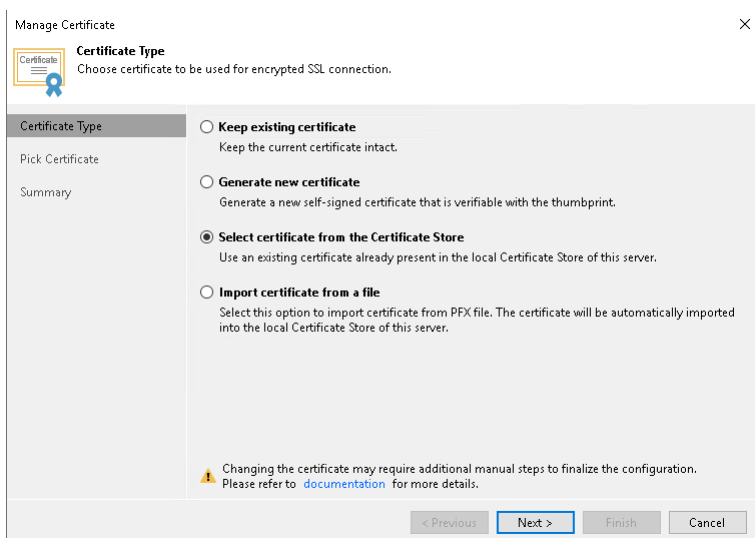 Manage Certificate
Certificate
Certificate Type
Choose certificate to be used for encrypted SSL connection.
Certificate Type
Pick Certificate
Summary
Keep existing certificate
Keep the current certificate intact.
Generate new certificate
Generate a new self-signed certificate that is verifiable with the thumbprint.
Select certificate from the Certificate Store
Use an existing certificate already present in the local Certificate Store of this server.
Import certificate from a file
Select this option to import certificate from PFX file. The certificate will be automatically imported
into the local Certificate Store of this server.
Changing the certificate may require additional manual steps to finalize the configuration.
Please refer to documentation for more details.
< Previous
Next >
Finish
Cancel